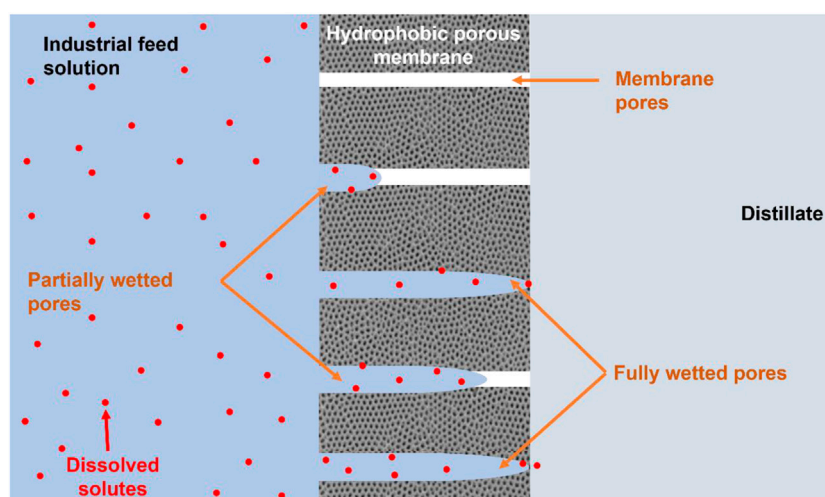 Industrial feed
solution
Hydrophobic porous
membrane
Membrane
pores
Distillate
Partially wetted
pores
Fully wetted pores
Dissolved
solutes